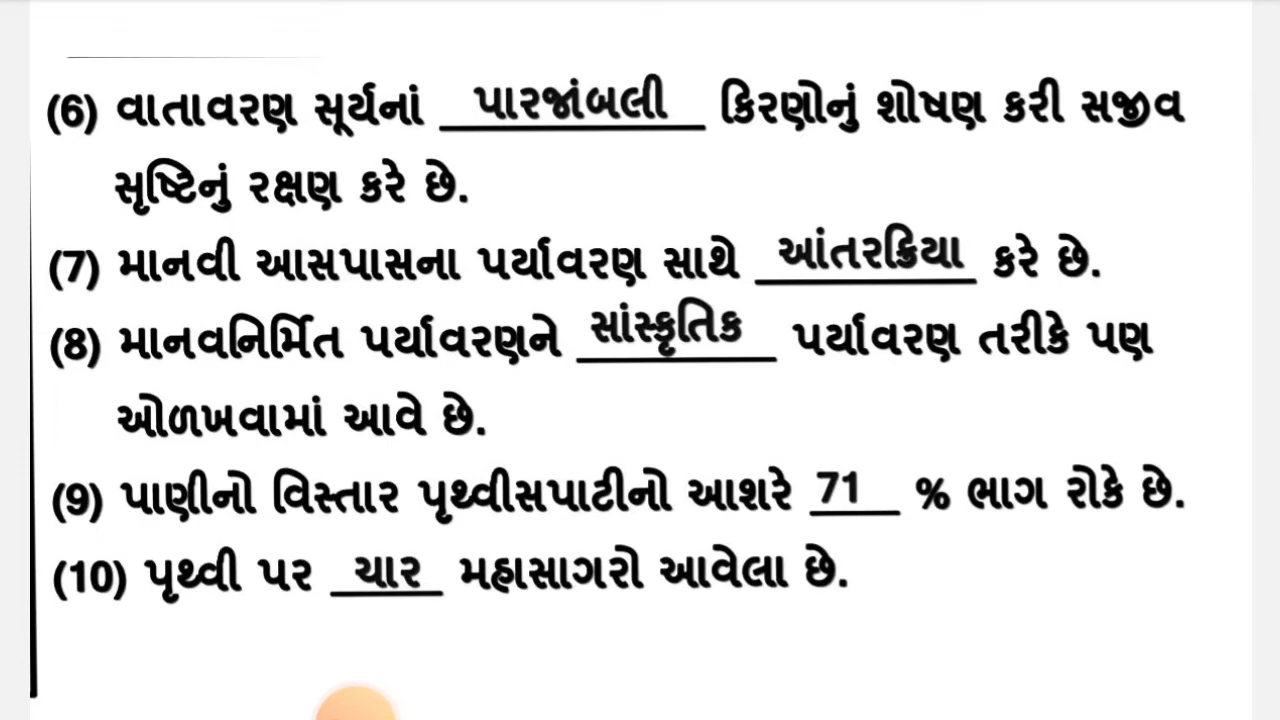 (6) વાતાવરણ સૂર્યનાં પારજાંબલી કિરણોનું શોષણ કરી સજીવ
સૃષ્ટિનું રક્ષણ કરે છે.
(7) માનવી આસપાસના પર્યાવરણ સાથે આંતરક્રિયા કરે છે.
(8) માનવનિર્મિત પર્યાવરણને સાંસ્કૃતિક પર્યાવરણ તરીકે પણ
ઓળખવામાં આવે છે.
(9) પાણીનો વિસ્તાર પૃથ્વીસપાટીનો આશરે 71 % ભાગ રોકે છે.
(10) પૃથ્વી પર ચાર મહાસાગરો આવેલા છે.